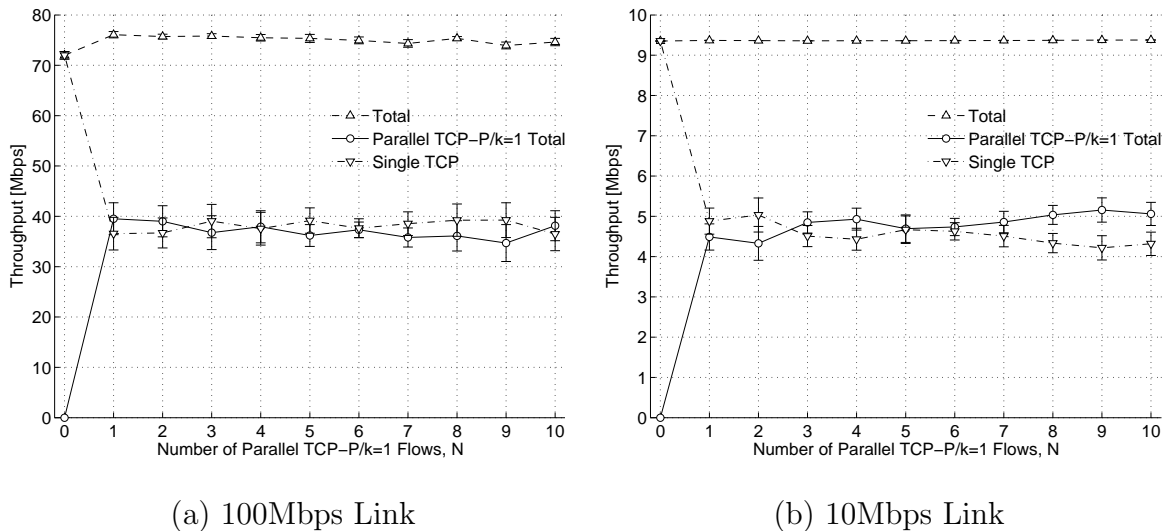 80
70
60
50
40
30
20
10
0
Throughput [Mbps]
Total
Parallel TCP−P/k=1 Total
Single TCP
0 1 2 3 4 5 6 7 8 9 10
Number of Parallel TCP−P/k=1 Flows, N
(a) 100Mbps Link
10
9
8
7
6
5
4
3
2
1
0
Throughput [Mbps]
Total
Parallel TCP−P/k=1 Total
Single TCP
0 1 2 3 4 5 6 7 8 9 10
Number of Parallel TCP−P/k=1 Flows, N
(b) 10Mbps Link